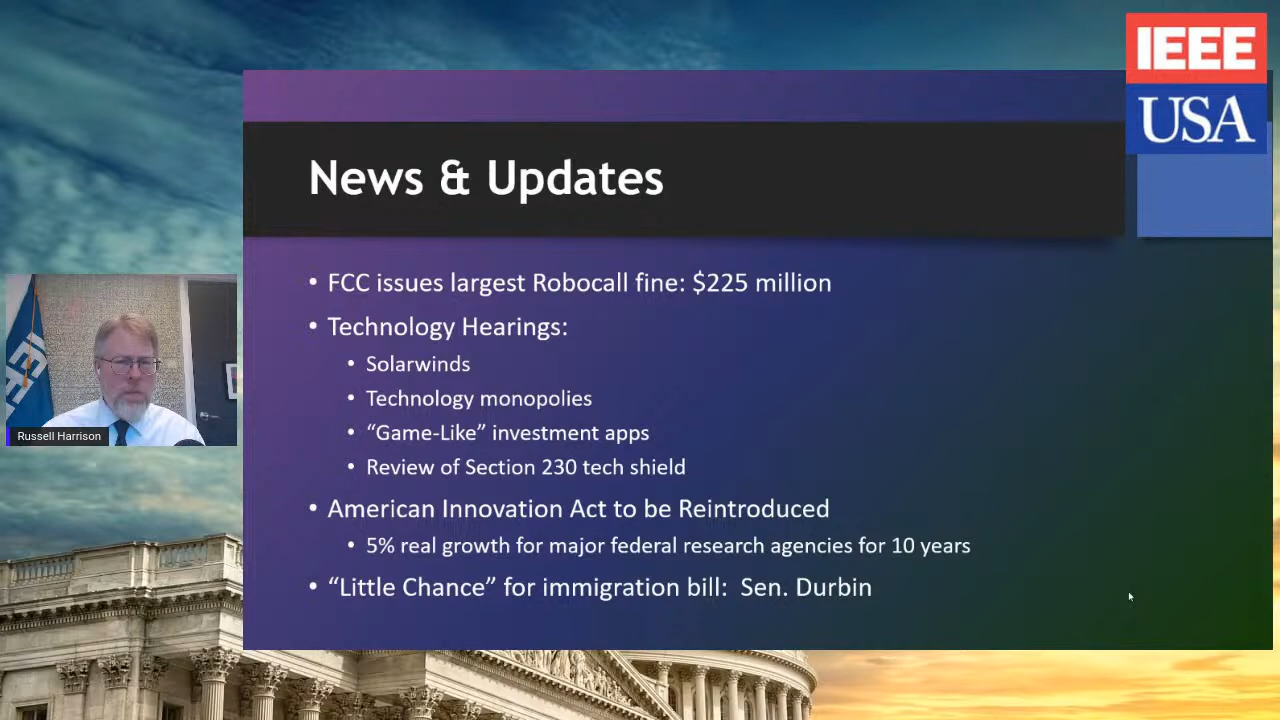 IEEE
USA
News & Updates
• FCC issues largest Robocall fine: $225 million
• Technology Hearings:
• Solarwinds
• Technology monopolies
• “Game-Like” investment apps
• Review of Section 230 tech shield
• American Innovation Act to be Reintroduced
• 5% real growth for major federal research agencies for 10 years
• “Little Chance” for immigration bill:  Sen. Durbin
IEEE
Russell Harrison